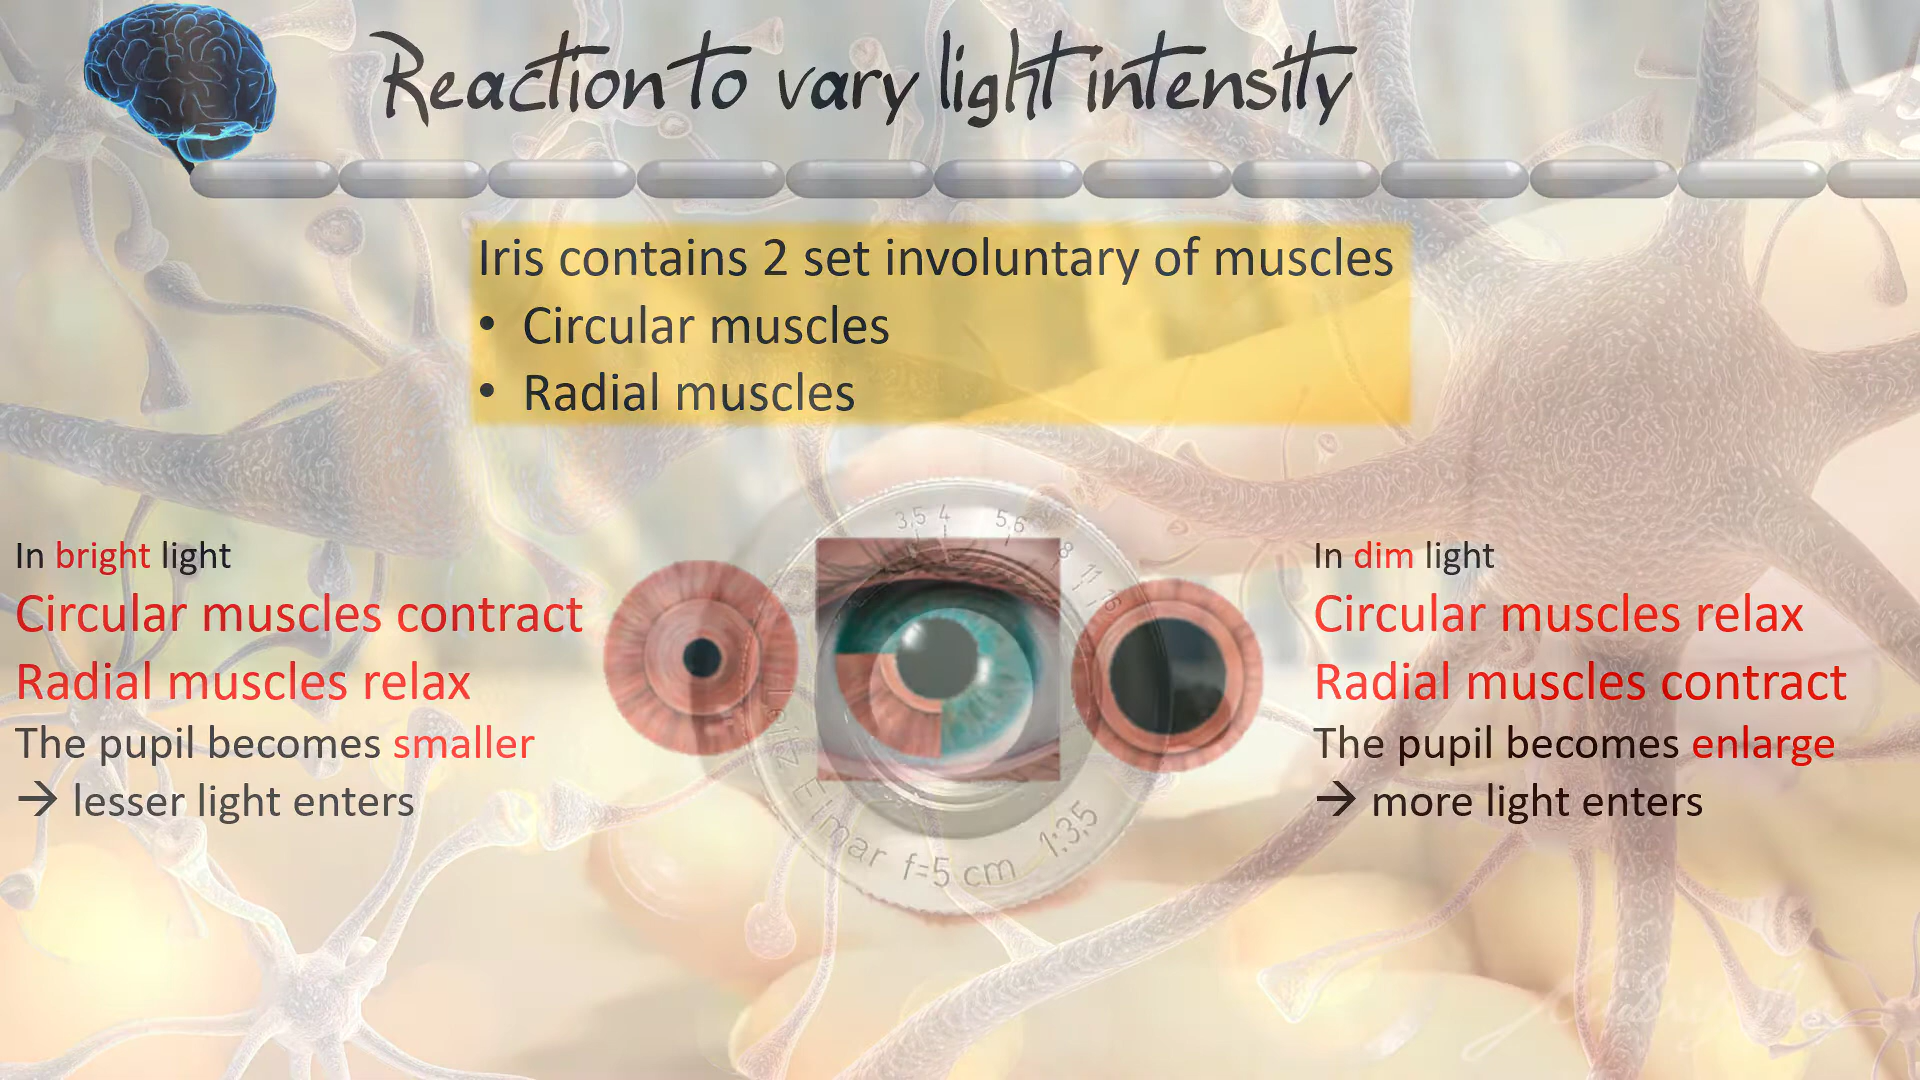 Reaction to vary light intensity
Iris contains 2 set involuntary of muscles
• Circular muscles
• Radial muscles
In bright light
Circular muscles contract
Radial muscles relax
The pupil becomes smaller
→ lesser light enters
3,5 4 5,6 8 11 16
Elmar f=5 cm 1:3,5
In dim light
Circular muscles relax
Radial muscles contract
The pupil becomes enlarge
→ more light enters